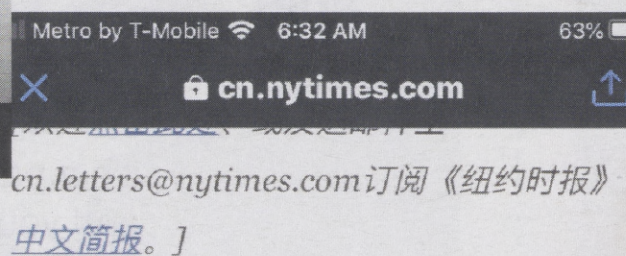 Metro by T-Mobile 6:32 AM 63%
cn.nytimes.com
cn.letters@nytimes.com订阅《纽约时报》
中文简报。]